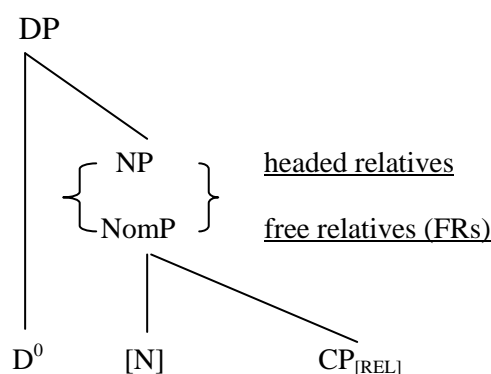 DP
NP headed relatives
NomP free relatives (FRs)
D⁰ [N] CP[REL]